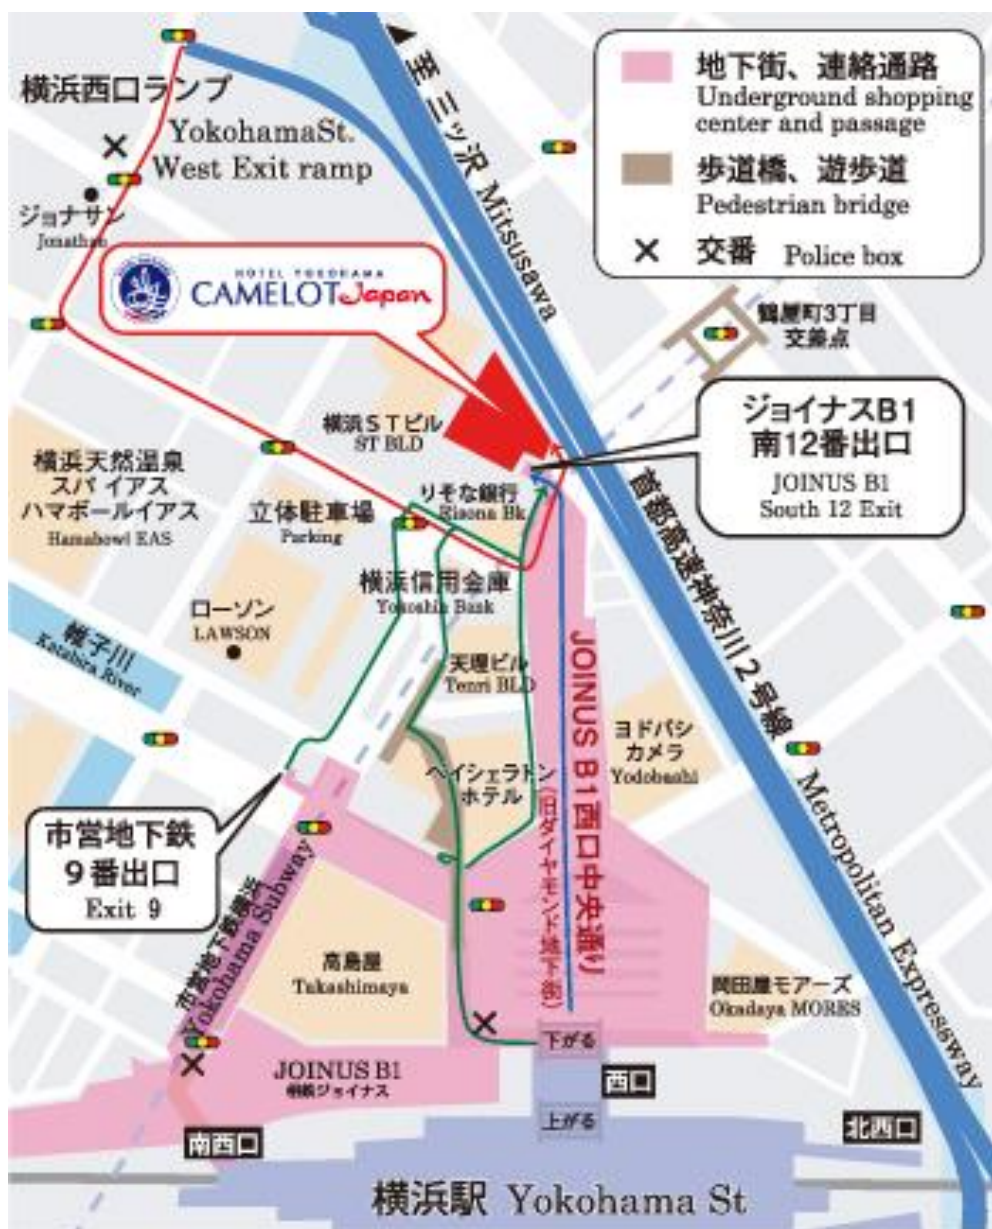 横浜西口ランプ
YokohamaSt.
West Exit ramp
ジョナサン
Jonathan
至 三ッ沢 Mitsusawa
地下街、連絡通路
Underground shopping
center and passage
歩道橋、遊歩道
Pedestrian bridge
交番 Police box
HOTEL YOKOHAMA
CAMELOT Japan
鶴屋町3丁目
交差点
横浜STビル
ST BLD
ジョイナスB1
南12番出口
JOINUS B1
South 12 Exit
横浜天然温泉
スパ イアス
ハマボールイアス
Hamabowl EAS
立体駐車場
Parking
りそな銀行
Risona Bk
横浜信用金庫
Yokoshin Bank
首都高速神奈川2号線
Metropolitan Expressway
ローソン
LAWSON
帷子川
Katabira River
天理ビル
Tenri BLD
JOINUS B1西口中央通り
(旧ダイヤモンド地下街)
ヨドバシ
カメラ
Yodobashi
ベイシェラトン
ホテル
市営地下鉄
9番出口
Exit 9
市営地下鉄横浜
Yokohama Subway
高島屋
Takashimaya
岡田屋モアーズ
Okadaya MORES
下がる
JOINUS B1
相鉄ジョイナス
西口
上がる
北西口
南西口
横浜駅 Yokohama St